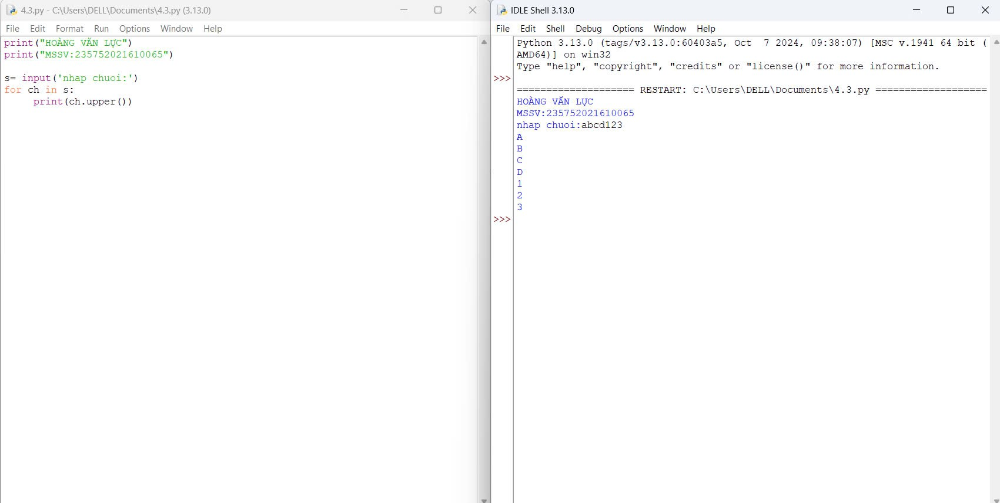 4.3.py - C:\Users\DELL\Documents\4.3.py (3.13.0)
File Edit Format Run Options Window Help
print("HOÀNG VĂN LỰC")
print("MSSV:235752021610065")
s= input('nhap chuoi:')
for ch in s:
     print(ch.upper())
IDLE Shell 3.13.0
File Edit Shell Debug Options Window Help
Python 3.13.0 (tags/v3.13.0:60403a5, Oct  7 2024, 09:38:07) [MSC v.1941 64 bit (
AMD64)] on win32
Type "help", "copyright", "credits" or "license()" for more information.
>>>
==================== RESTART: C:\Users\DELL\Documents\4.3.py ===================
HOÀNG VĂN LỰC
MSSV:235752021610065
nhap chuoi:abcd123
A
B
C
D
1
2
3
>>>